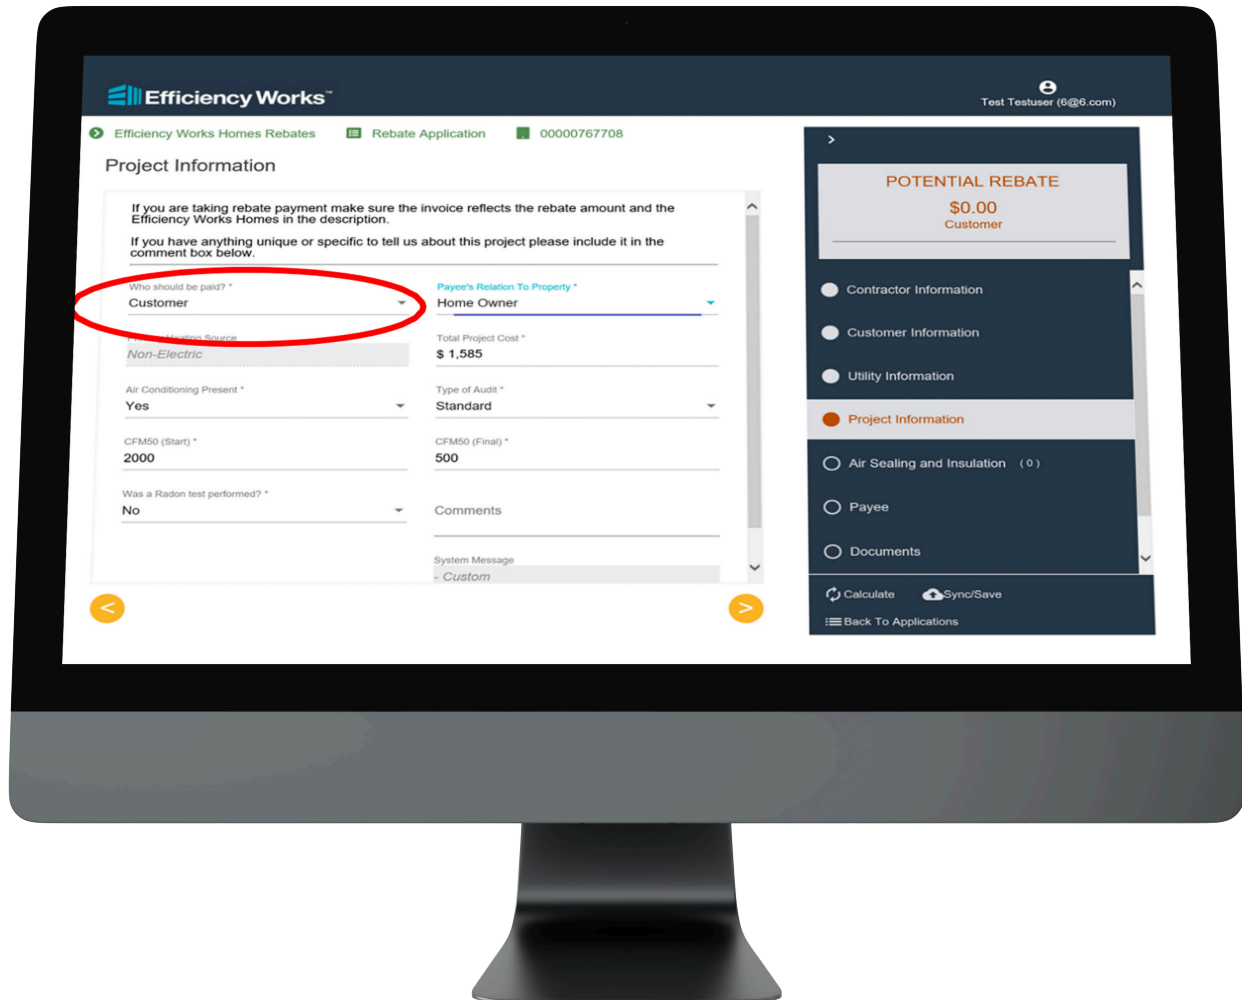 Efficiency Works™
Test Testuser (6@6.com)
Efficiency Works Homes Rebates
Rebate Application
00000767708
Project Information
If you are taking rebate payment make sure the invoice reflects the rebate amount and the
Efficiency Works Homes in the description.
If you have anything unique or specific to tell us about this project please include it in the
comment box below.
Who should be paid? *
Customer
Payee's Relation To Property *
Home Owner
Heating Source
Non-Electric
Total Project Cost *
$ 1,585
Air Conditioning Present *
Yes
Type of Audit *
Standard
CFM50 (Start) *
2000
CFM50 (Final) *
500
Was a Radon test performed? *
No
Comments
System Message
- Custom
<
>
>
POTENTIAL REBATE
$0.00
Customer
Contractor Information
Customer Information
Utility Information
Project Information
Air Sealing and Insulation (0)
Payee
Documents
Calculate
Sync/Save
Back To Applications